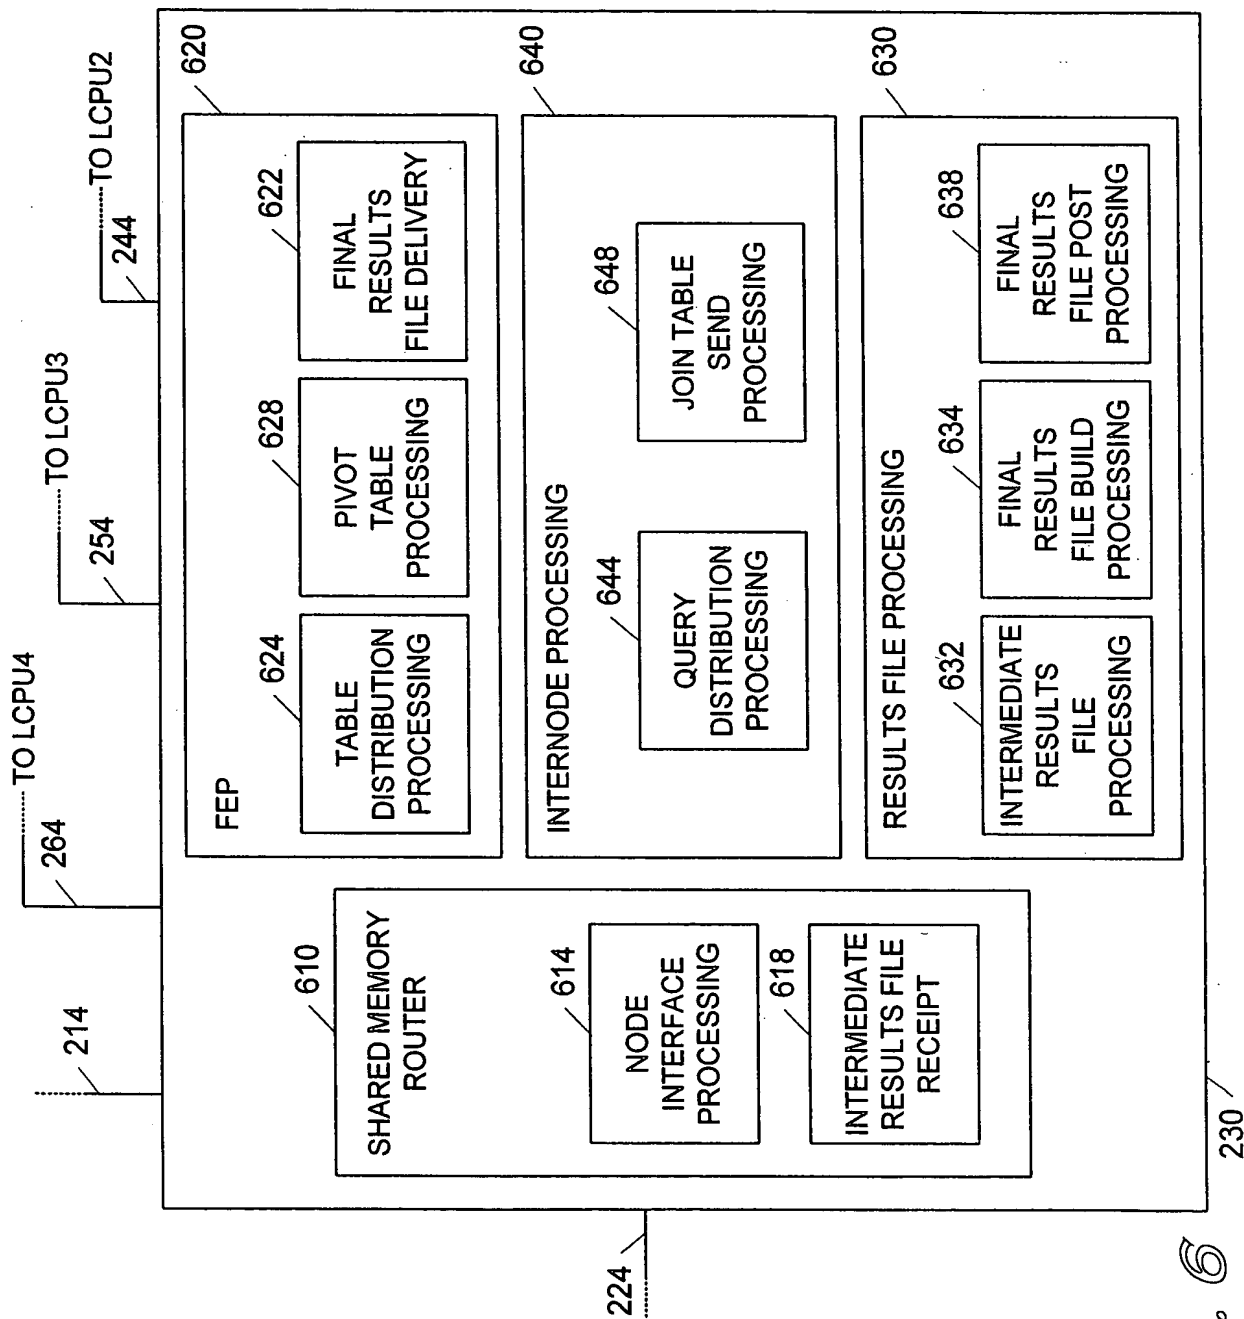 TO LCPU4
TO LCPU3
TO LCPU2
214
264
254
244
224
610
SHARED MEMORY
ROUTER
614
NODE
INTERFACE
PROCESSING
618
INTERMEDIATE
RESULTS FILE
RECEIPT
620
FEP
624
TABLE
DISTRIBUTION
PROCESSING
628
PIVOT
TABLE
PROCESSING
622
FINAL
RESULTS
FILE DELIVERY
640
INTERNODE PROCESSING
644
QUERY
DISTRIBUTION
PROCESSING
648
JOIN TABLE
SEND
PROCESSING
630
RESULTS FILE PROCESSING
632
INTERMEDIATE
RESULTS
FILE
PROCESSING
634
FINAL
RESULTS
FILE BUILD
PROCESSING
638
FINAL
RESULTS
FILE POST
PROCESSING
230
6